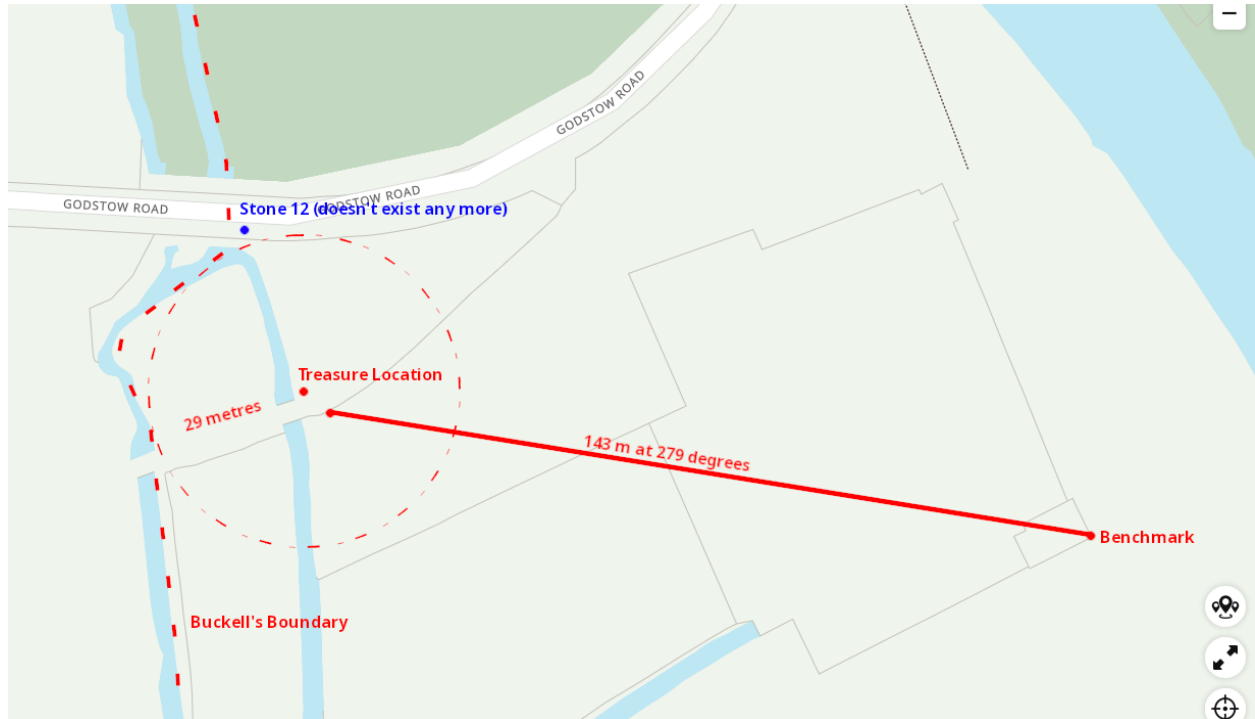 GODSTOW ROAD
GODSTOW ROAD
GODSTOW ROAD
Stone 12 (doesn't exist any more)
Treasure Location
29 metres
143 m at 279 degrees
Benchmark
Buckell's Boundary